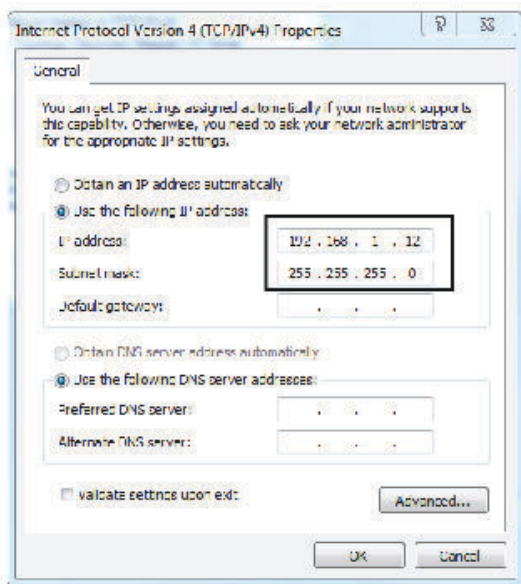 Internet Protocol Version 4 (TCP/IPv4) Properties
General
You can get IP settings assigned automatically if your network supports
this capability. Otherwise, you need to ask your network administrator
for the appropriate IP settings.
Obtain an IP address automatically
Use the following IP address:
IP address: 192 . 168 . 1 . 12
Subnet mask: 255 . 255 . 255 . 0
Default gateway: . . .
Obtain DNS server address automatically
Use the following DNS server addresses:
Preferred DNS server: . . .
Alternate DNS server: . . .
Validate settings upon exit
Advanced...
OK Cancel